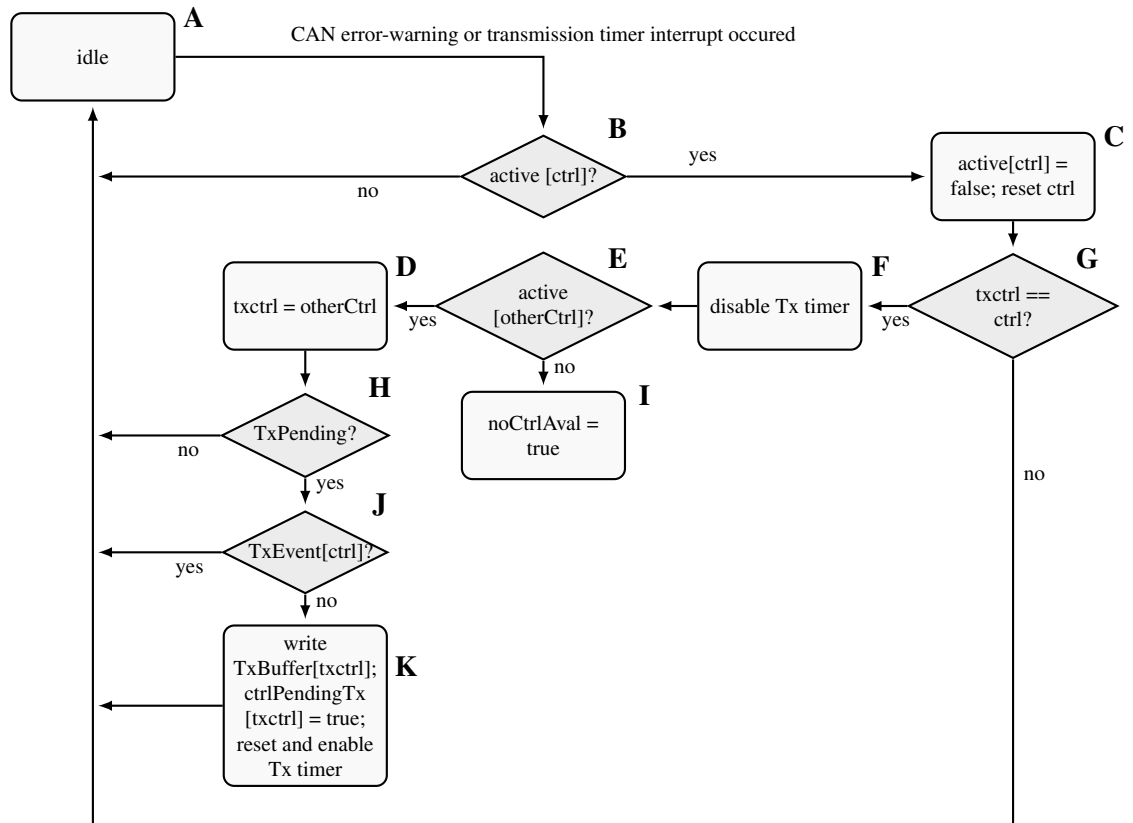 A
idle
CAN error-warning or transmission timer interrupt occured
B
active [ctrl]?
no
yes
C
active[ctrl] =
false; reset ctrl
D
txctrl = otherCtrl
E
active
[otherCtrl]?
yes
no
F
disable Tx timer
G
txctrl ==
ctrl?
yes
no
H
TxPending?
no
yes
I
noCtrlAval =
true
J
TxEvent[ctrl]?
yes
no
K
write
TxBuffer[txctrl];
ctrlPendingTx
[txctrl] = true;
reset and enable
Tx timer